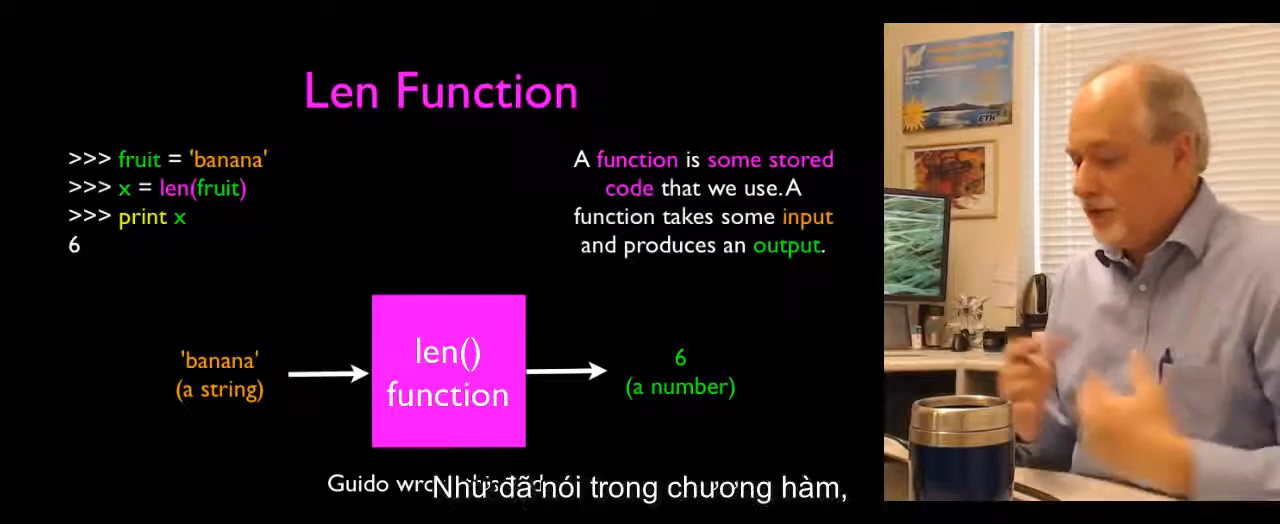 Len Function
>>> fruit = 'banana'
>>> x = len(fruit)
>>> print x
6
A function is some stored
code that we use. A
function takes some input
and produces an output.
'banana'
(a string)
len()
function
6
(a number)
Guido
Như đã nói trong chương hàm,
ETH